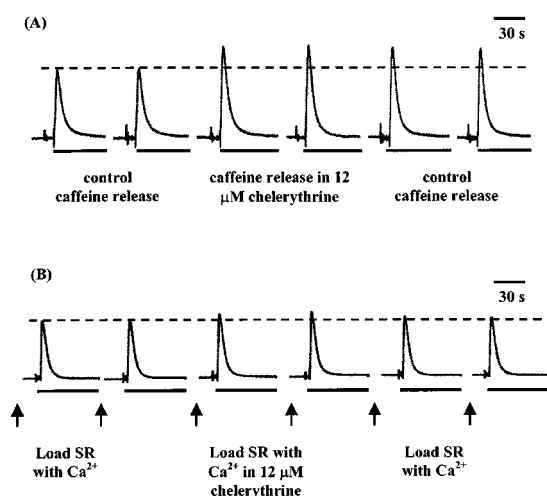 (A)
30 s
control
caffeine release
caffeine release in 12
µM chelerythrine
control
caffeine release
(B)
30 s
Load SR
with Ca²⁺
Load SR with
Ca²⁺ in 12 µM
chelerythrine
Load SR
with Ca²⁺